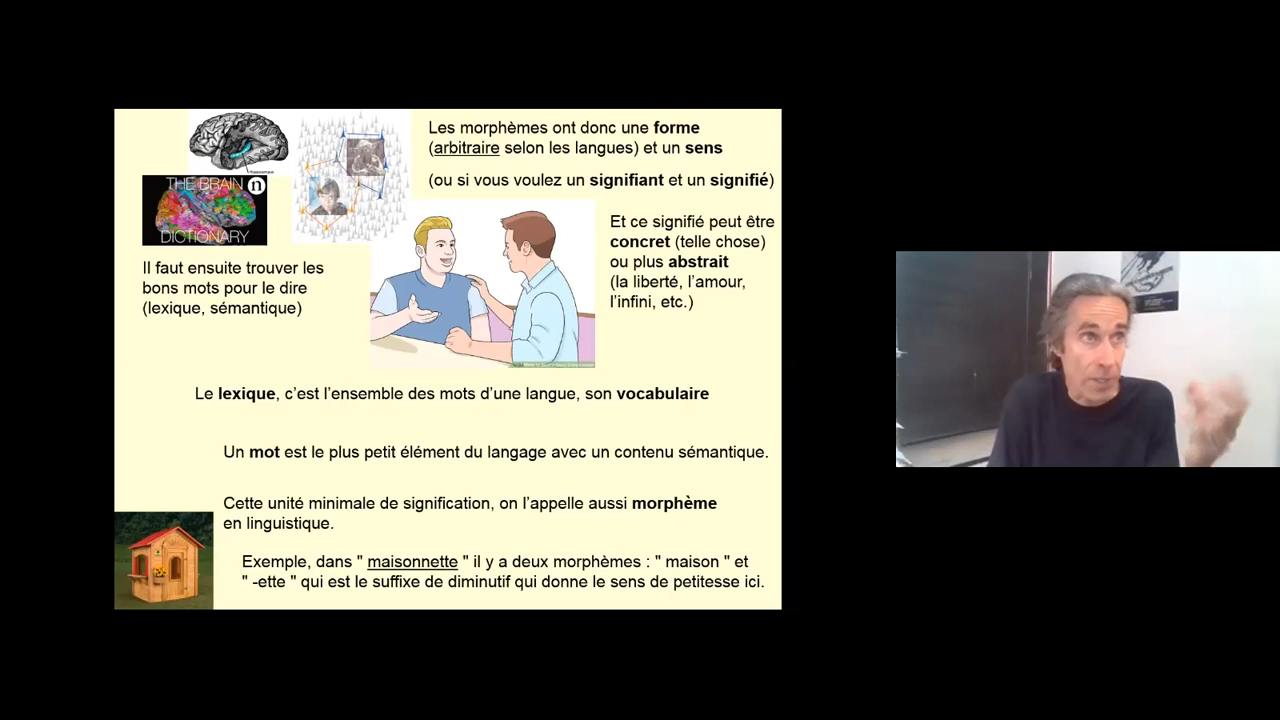 Les morphèmes ont donc une forme
(arbitraire selon les langues) et un sens
(ou si vous voulez un signifiant et un signifié)
THE BRAIN n
DICTIONARY
Et ce signifié peut être
concret (telle chose)
ou plus abstrait
(la liberté, l'amour,
l'infini, etc.)
Il faut ensuite trouver les
bons mots pour le dire
(lexique, sémantique)
Le lexique, c'est l'ensemble des mots d'une langue, son vocabulaire
Un mot est le plus petit élément du langage avec un contenu sémantique.
Cette unité minimale de signification, on l'appelle aussi morphème
en linguistique.
Exemple, dans " maisonnette " il y a deux morphèmes : " maison " et
" -ette " qui est le suffixe de diminutif qui donne le sens de petitesse ici.